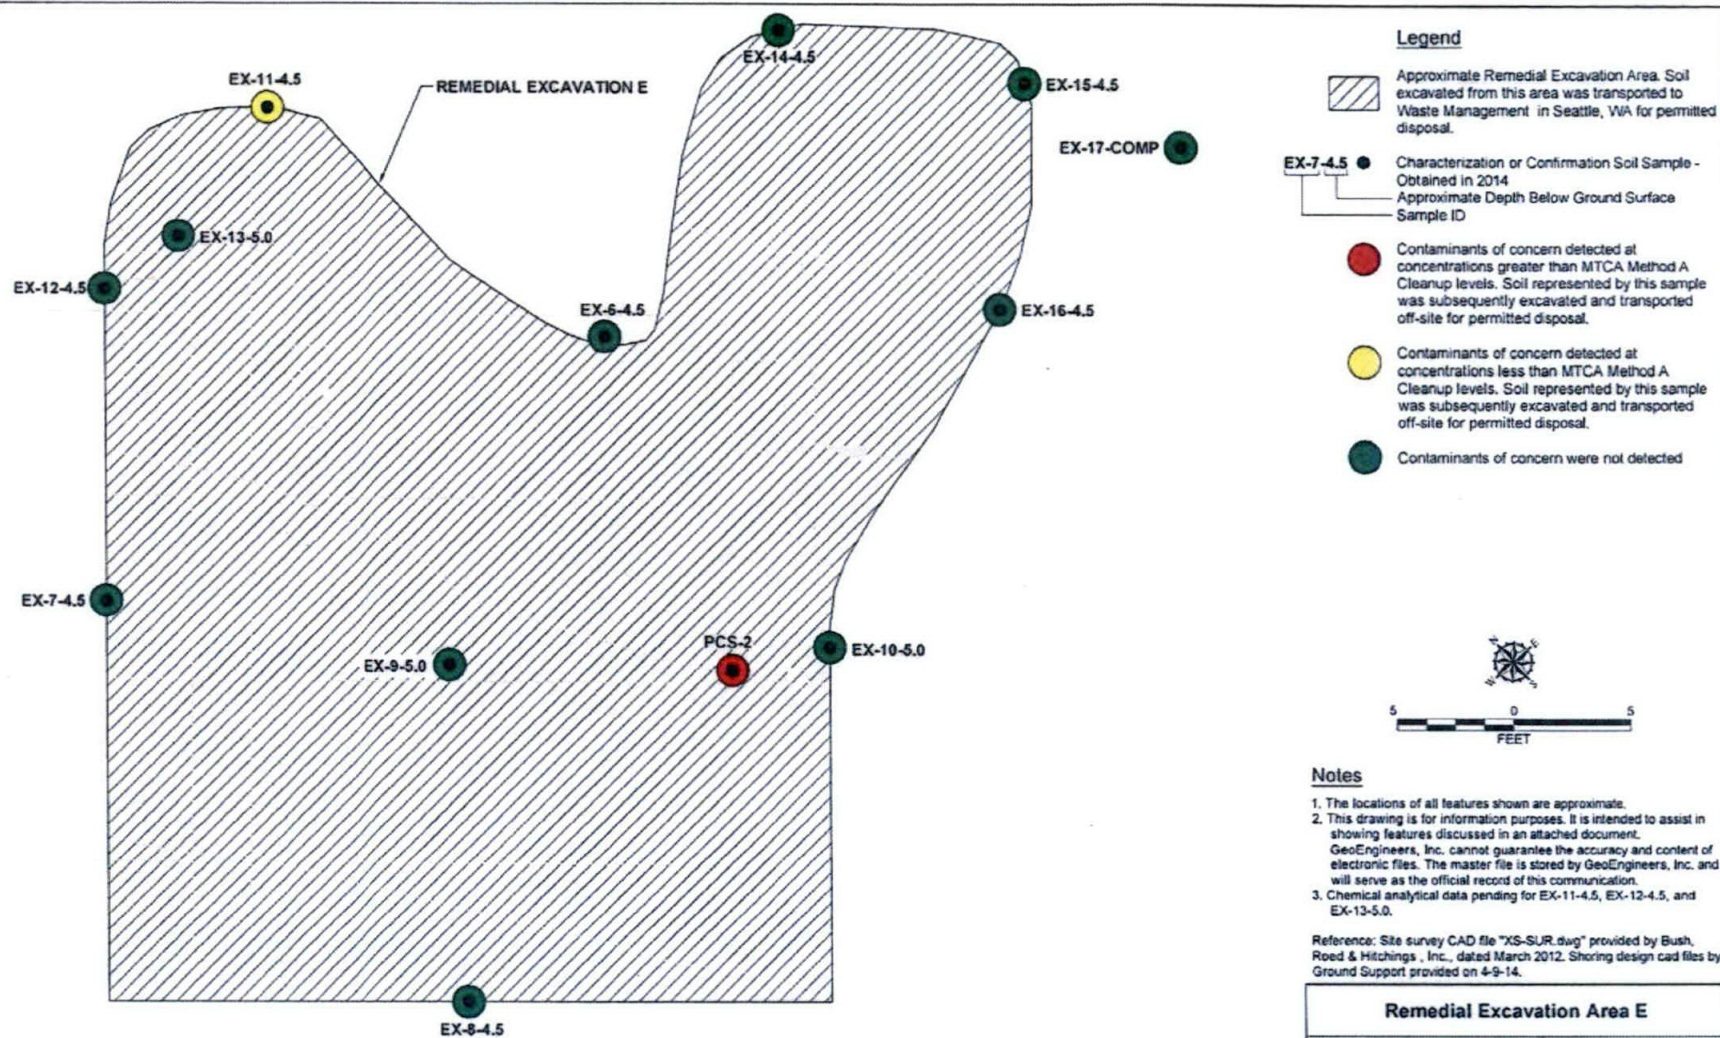 EX-14-4.5
EX-11-4.5
REMEDIAL EXCAVATION E
EX-15-4.5
EX-17-COMP
EX-13-5.0
EX-12-4.5
EX-6-4.5
EX-16-4.5
EX-7-4.5
PCS-2
EX-9-5.0
EX-10-5.0
EX-8-4.5
Legend
Approximate Remedial Excavation Area. Soil
excavated from this area was transported to
Waste Management in Seattle, WA for permitted
disposal.
EX-7-4.5
Characterization or Confirmation Soil Sample -
Obtained in 2014
Approximate Depth Below Ground Surface
Sample ID
Contaminants of concern detected at
concentrations greater than MTCA Method A
Cleanup levels. Soil represented by this sample
was subsequently excavated and transported
off-site for permitted disposal.
Contaminants of concern detected at
concentrations less than MTCA Method A
Cleanup levels. Soil represented by this sample
was subsequently excavated and transported
off-site for permitted disposal.
Contaminants of concern were not detected
N E
W S
5 0 5
FEET
Notes
1. The locations of all features shown are approximate.
2. This drawing is for information purposes. It is intended to assist in
showing features discussed in an attached document.
GeoEngineers, Inc. cannot guarantee the accuracy and content of
electronic files. The master file is stored by GeoEngineers, Inc. and
will serve as the official record of this communication.
3. Chemical analytical data pending for EX-11-4.5, EX-12-4.5, and
EX-13-5.0.
Reference: Site survey CAD file "XS-SUR.dwg" provided by Bush,
Roed & Hitchings , Inc., dated March 2012. Shoring design cad files by
Ground Support provided on 4-9-14.
Remedial Excavation Area E